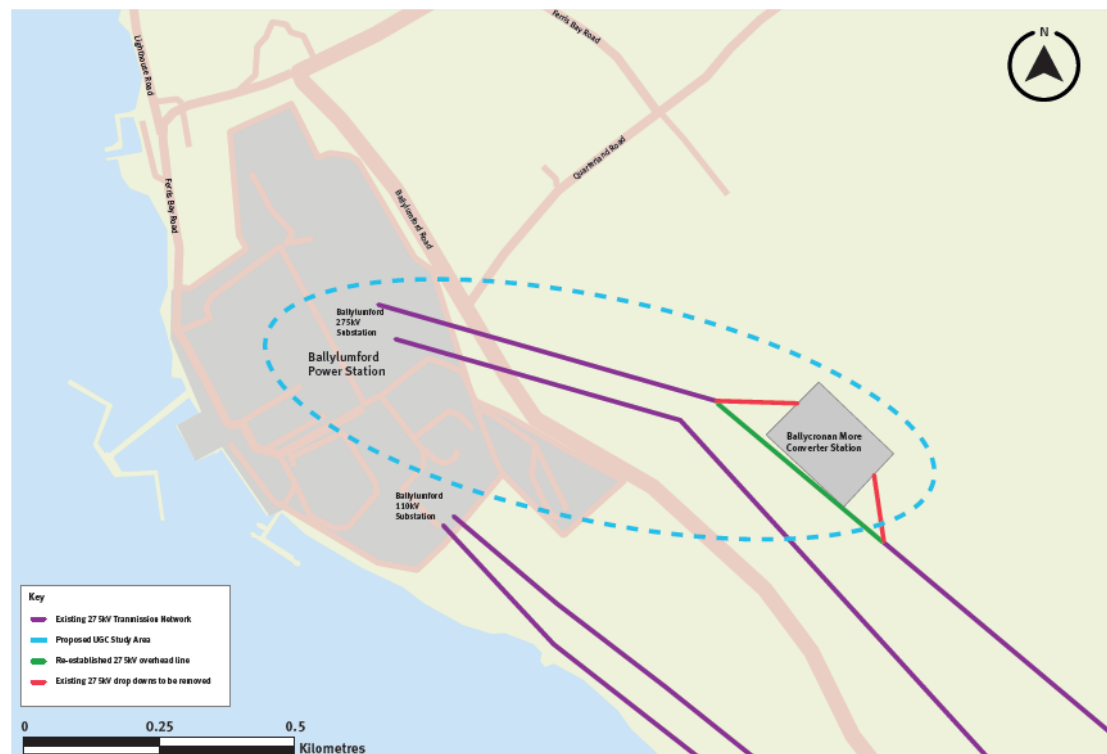 Ferris Bay Road
N
Lighthouse Road
Quarterland Road
Ferris Bay Road
Ballylumford Road
Ballylumford
275kV
Substation
Ballylumford
Power Station
Ballycronan More
Converter Station
Ballylumford
110kV
Substation
Key
Existing 275kV Tranmission Network
Proposed UGC Study Area
Re-established 275kV overhead line
Existing 275kV drop downs to be removed
0 0.25 0.5
Kilometres